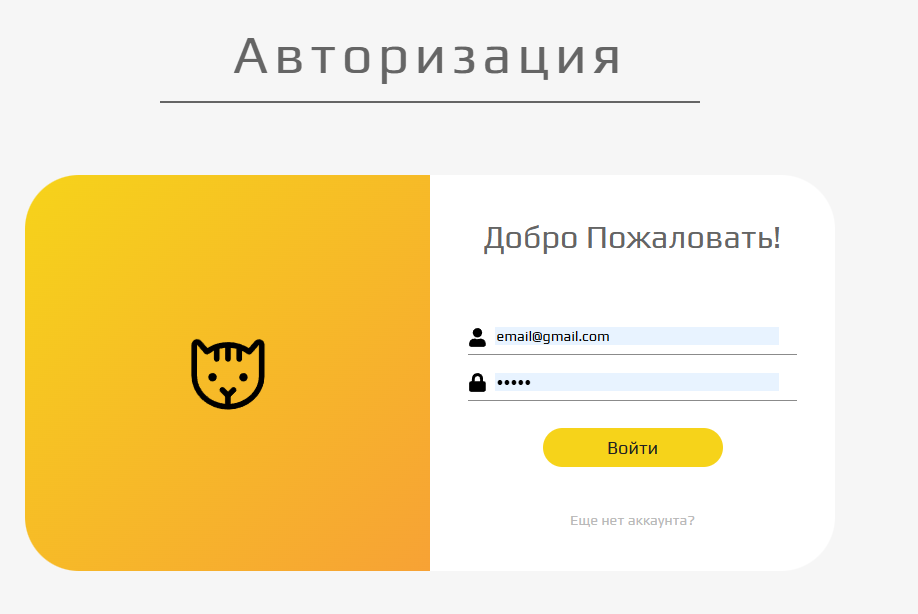 Авторизация
Добро Пожаловать!
email@gmail.com
•••••
Войти
Еще нет аккаунта?